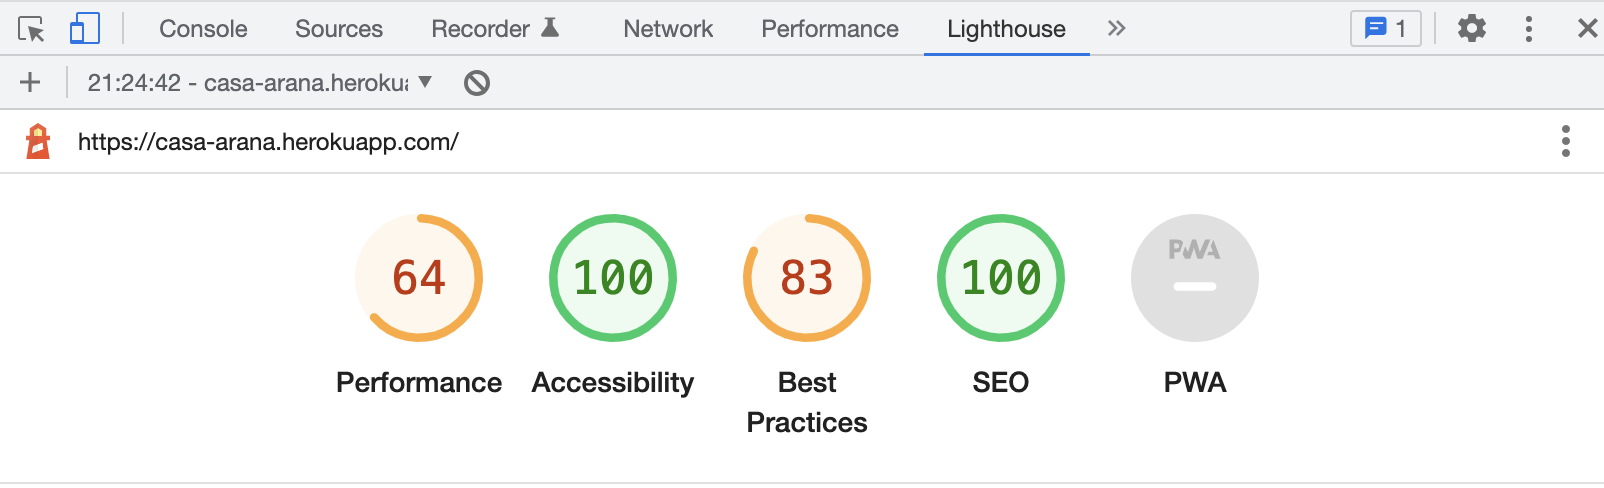 Console Sources Recorder Network Performance Lighthouse 1
21:24:42 - casa-arana.heroku
https://casa-arana.herokuapp.com/
64 100 83 100 PWA
Performance Accessibility Best Practices SEO PWA